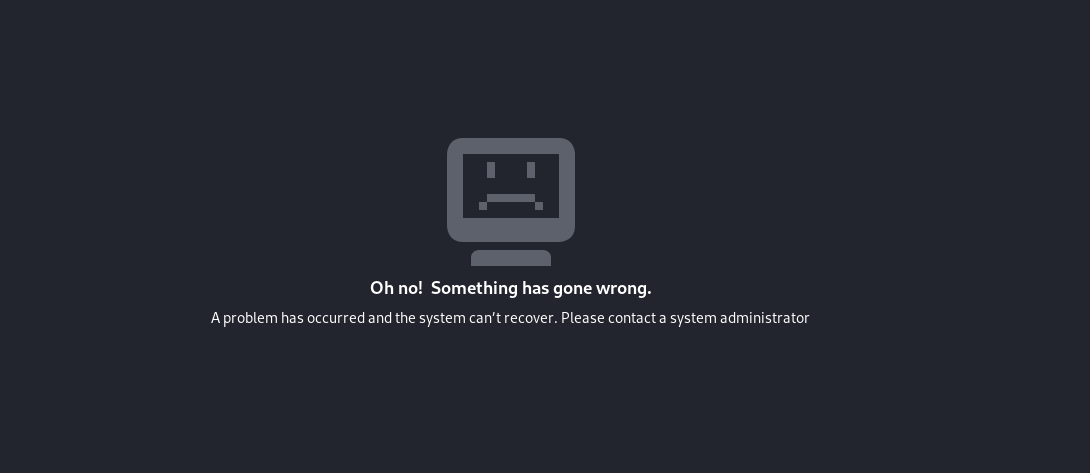 Oh no!  Something has gone wrong.
A problem has occurred and the system can’t recover. Please contact a system administrator